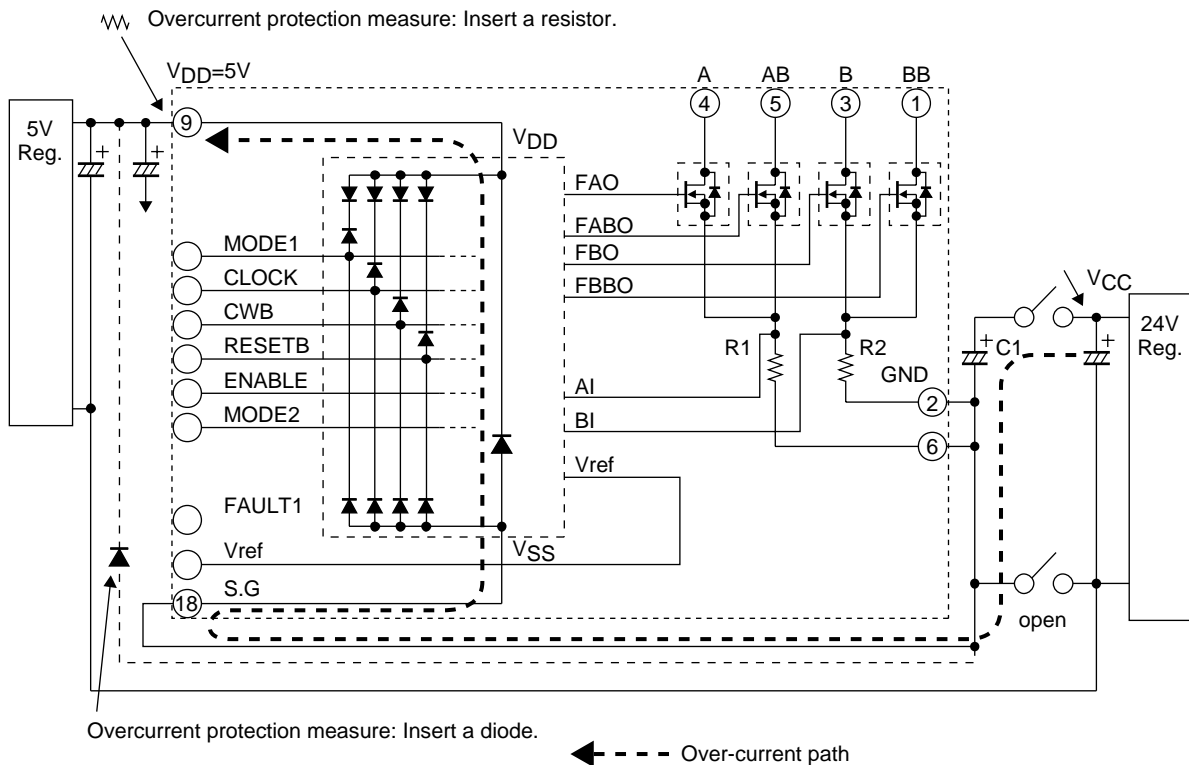 Overcurrent protection measure: Insert a resistor.
VDD=5V
A
AB
B
BB
4
5
3
1
5V
Reg.
+
+
9
VDD
FAO
FABO
FBO
FBBO
MODE1
CLOCK
CWB
RESETB
ENABLE
MODE2
R1
R2
AI
BI
GND
2
6
VCC
+
C1
+
24V
Reg.
Vref
FAULT1
Vref
VSS
S.G
18
open
Overcurrent protection measure: Insert a diode.
Over-current path